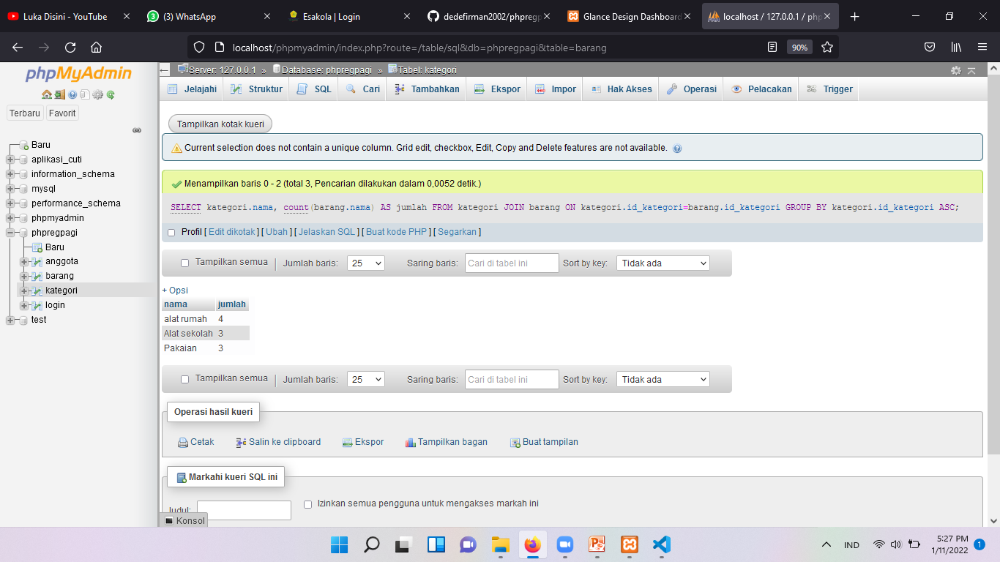 Luka Disini - YouTube
(3) WhatsApp
Esakola | Login
dedefirman2002/phpregp
Glance Design Dashboard
localhost / 127.0.0.1 / php
localhost/phpmyadmin/index.php?route=/table/sql&db=phpregpagi&table=barang
90%
phpMyAdmin
Terbaru Favorit
Baru
aplikasi_cuti
information_schema
mysql
performance_schema
phpmyadmin
phpregpagi
Baru
anggota
barang
kategori
login
test
Server: 127.0.0.1 » Database: phpregpagi » Tabel: kategori
Jelajahi Struktur SQL Cari Tambahkan Ekspor Impor Hak Akses Operasi Pelacakan Trigger
Tampilkan kotak kueri
Current selection does not contain a unique column. Grid edit, checkbox, Edit, Copy and Delete features are not available.
Menampilkan baris 0 - 2 (total 3, Pencarian dilakukan dalam 0,0052 detik.)
SELECT kategori.nama, count(barang.nama) AS jumlah FROM kategori JOIN barang ON kategori.id_kategori=barang.id_kategori GROUP BY kategori.id_kategori ASC;
Profil [ Edit dikotak ] [ Ubah ] [ Jelaskan SQL ] [ Buat kode PHP ] [ Segarkan ]
Tampilkan semua | Jumlah baris: 25 Saring baris: Cari di tabel ini Sort by key: Tidak ada
+ Opsi
nama jumlah
alat rumah 4
Alat sekolah 3
Pakaian 3
Tampilkan semua | Jumlah baris: 25 Saring baris: Cari di tabel ini Sort by key: Tidak ada
Operasi hasil kueri
Cetak Salin ke clipboard Ekspor Tampilkan bagan Buat tampilan
Markahi kueri SQL ini
Judul: Izinkan semua pengguna untuk mengakses markah ini
Konsol
IND
5:27 PM
1/11/2022
1